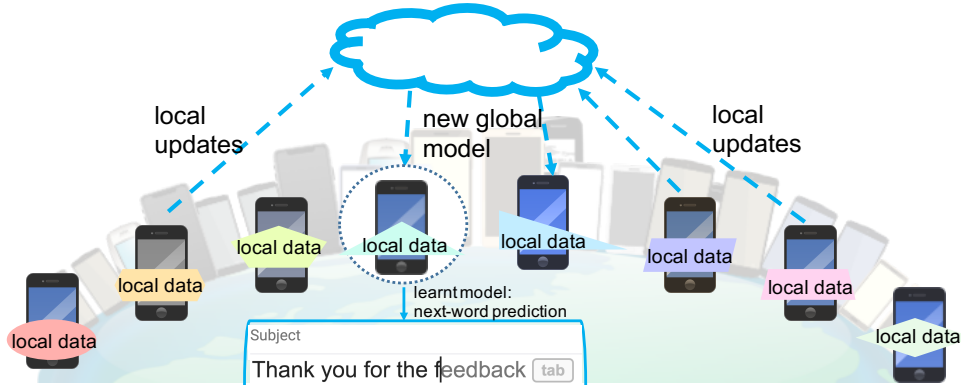 local
updates
new global
model
local
updates
local data
local data
local data
local data
local data
local data
local data
local data
learnt model:
next-word prediction
Subject
Thank you for the feedback tab